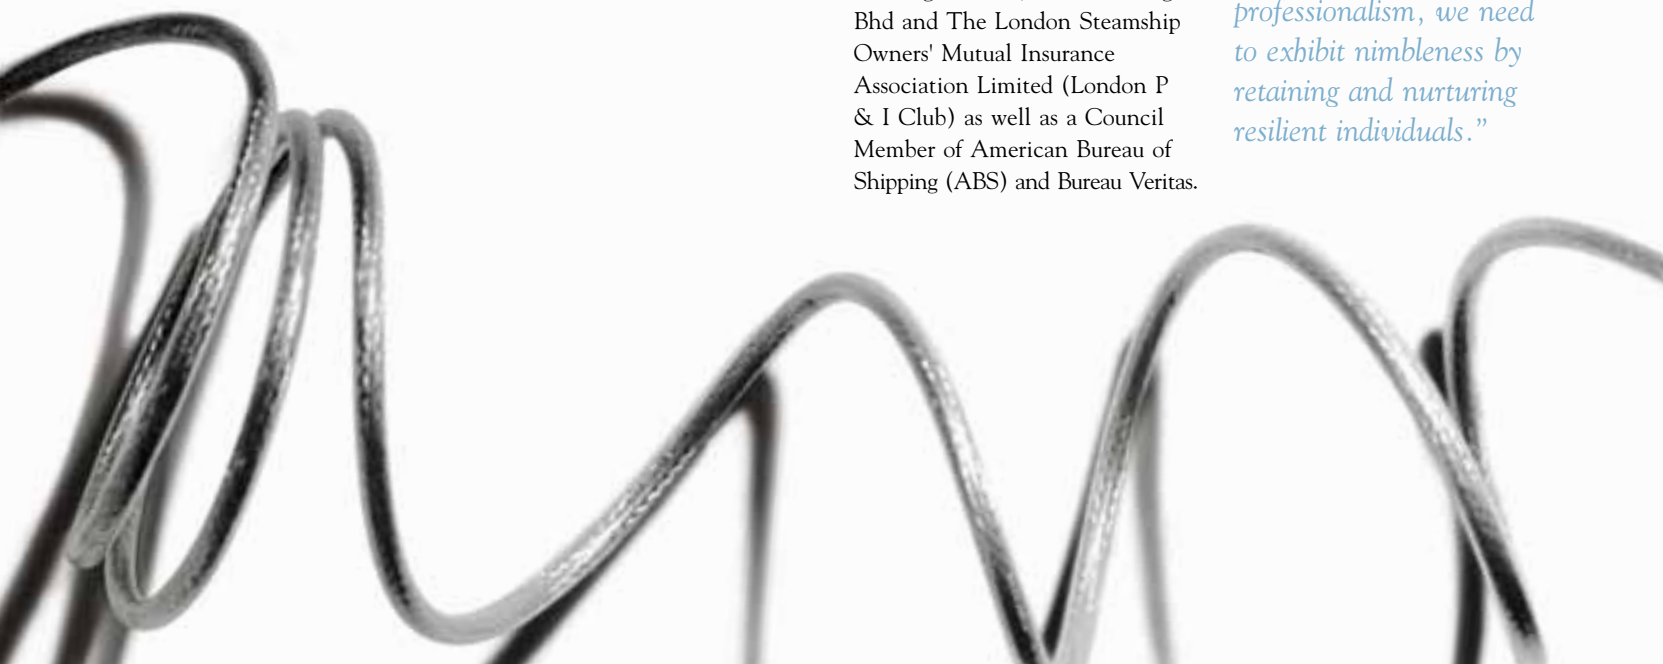 Bhd and The London Steamship
Owners' Mutual Insurance
Association Limited (London P
& I Club) as well as a Council
Member of American Bureau of
Shipping (ABS) and Bureau Veritas.
professionalism, we need
to exhibit nimbleness by
retaining and nurturing
resilient individuals.”